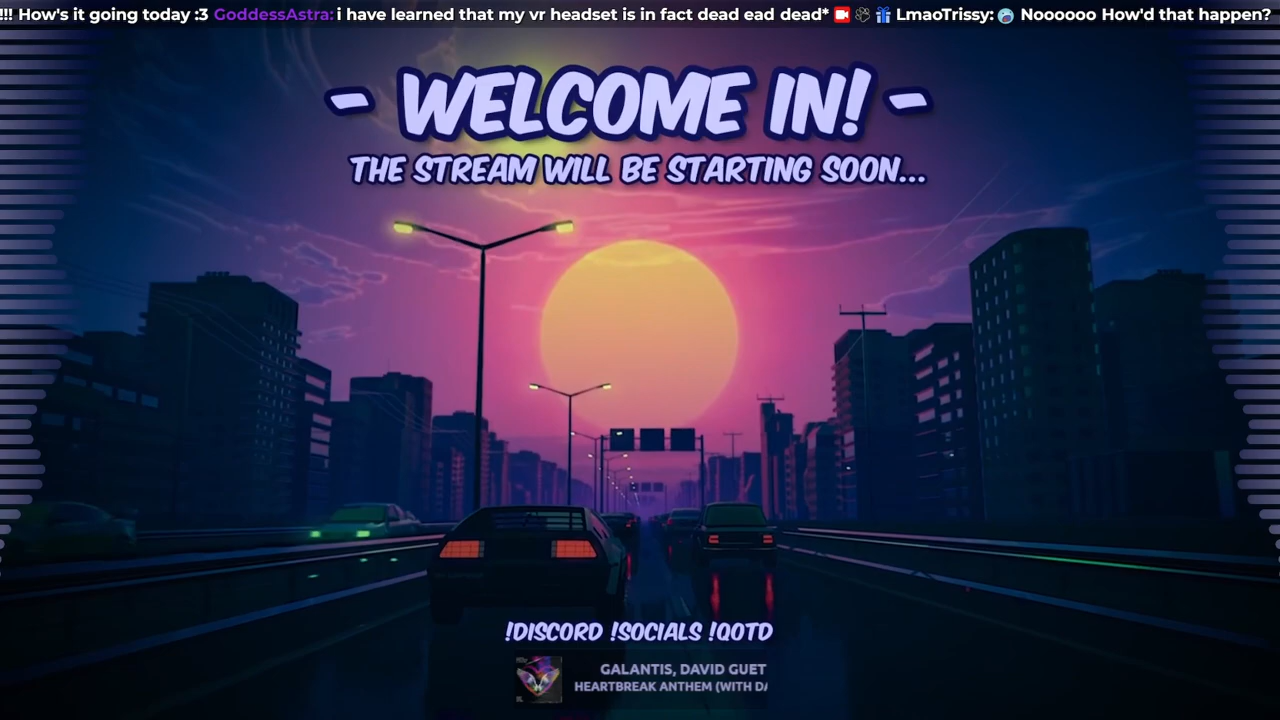 !!! How's it going today :3 GoddessAstra: i have learned that my vr headset is in fact dead ead dead* LmaoTrissy: Noooooo How'd that happen?
- WELCOME IN! -
THE STREAM WILL BE STARTING SOON...
!DISCORD !SOCIALS !QOTD
GALANTIS, DAVID GUET
HEARTBREAK ANTHEM (WITH DA